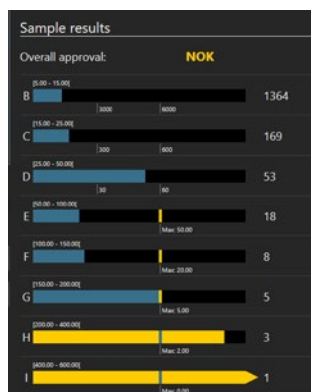 Sample results
Overall approval: NOK
[5.00 - 15.00[
B 1364
3000 6000
[15.00 - 25.00[
C 169
300 600
[25.00 - 50.00[
D 53
30 60
[50.00 - 100.00[
E 18
Max: 50.00
[100.00 - 150.00[
F 8
Max: 20.00
[150.00 - 200.00[
G 5
Max: 5.00
[200.00 - 400.00[
H 3
Max: 2.00
[400.00 - 600.00[
I 1
Max: 0.00